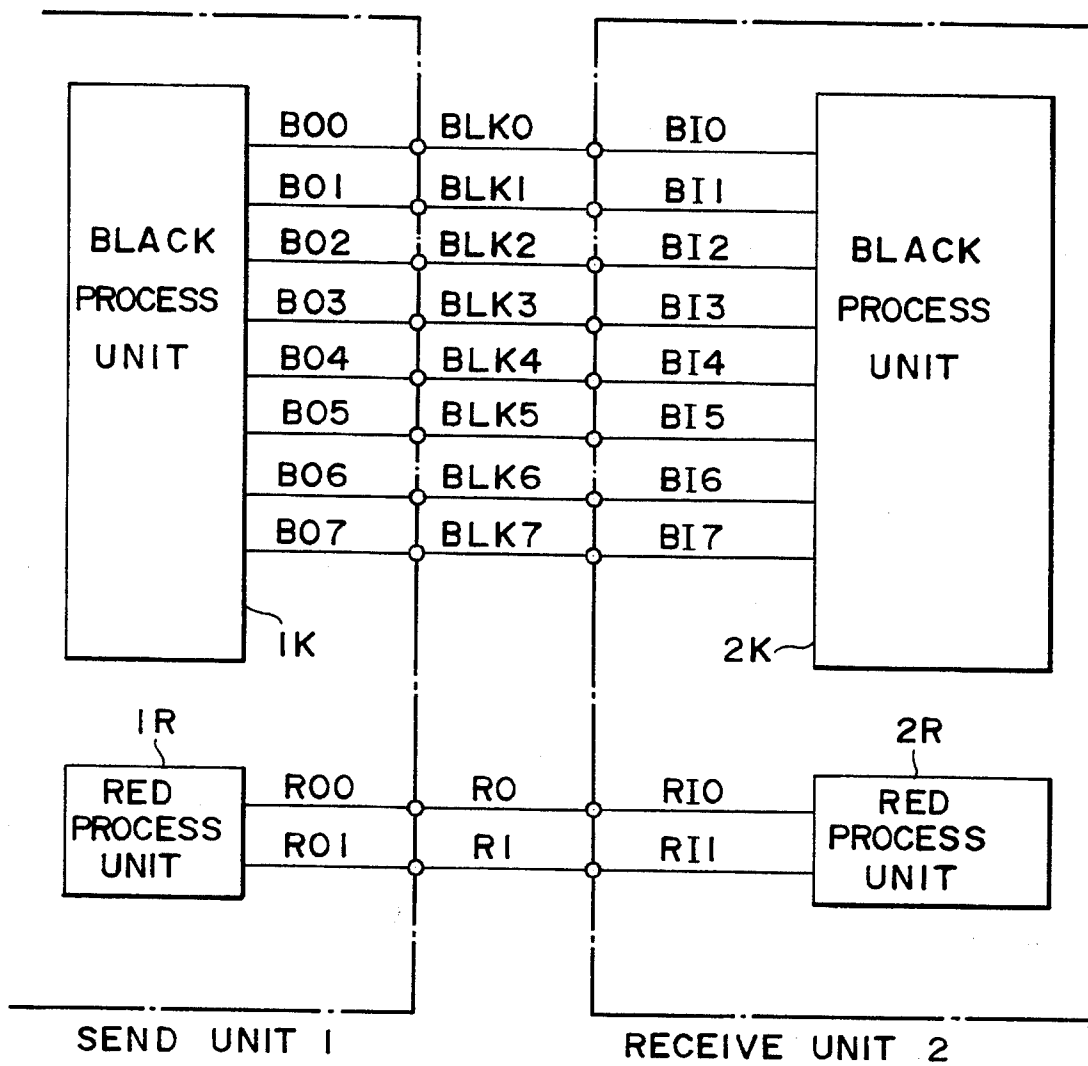 BO0 BLK0 BI0
BO1 BLK1 BI1
BO2 BLK2 BI2
BO3 BLK3 BI3
BO4 BLK4 BI4
BO5 BLK5 BI5
BO6 BLK6 BI6
BO7 BLK7 BI7
BLACK
PROCESS
UNIT
BLACK
PROCESS
UNIT
1K
2K
1R
2R
RED
PROCESS
UNIT
RO0 R0 RI0
RO1 R1 RI1
RED
PROCESS
UNIT
SEND UNIT 1
RECEIVE UNIT 2